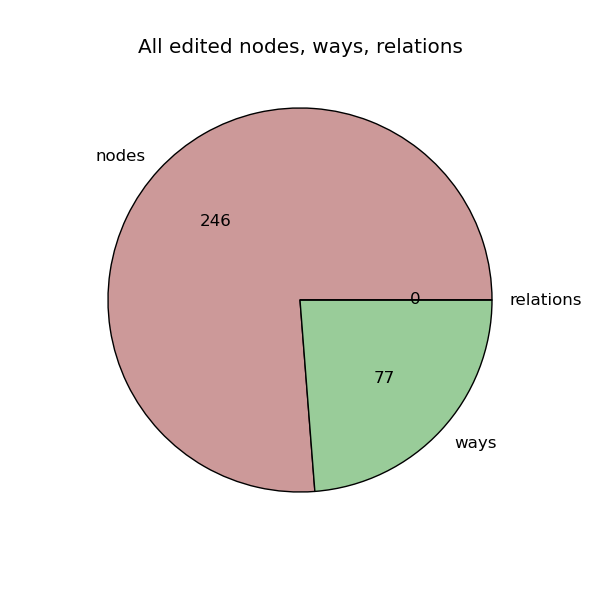 All edited nodes, ways, relations
nodes
246
0
relations
77
ways